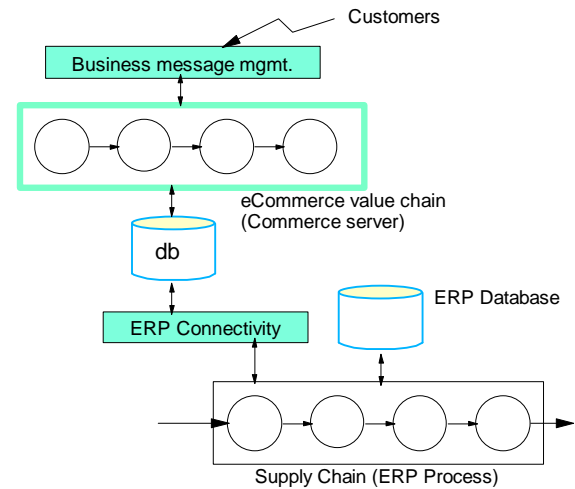 Customers
Business message mgmt.
eCommerce value chain
(Commerce server)
db
ERP Database
ERP Connectivity
Supply Chain (ERP Process)